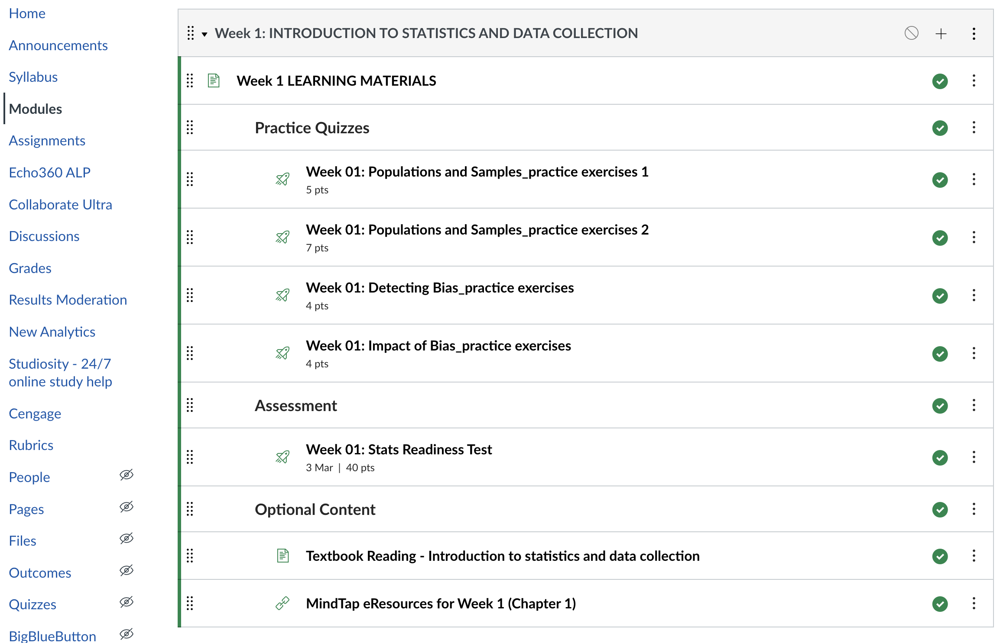 Home
Announcements
Syllabus
Modules
Assignments
Echo360 ALP
Collaborate Ultra
Discussions
Grades
Results Moderation
New Analytics
Studiosity - 24/7
online study help
Cengage
Rubrics
People
Pages
Files
Outcomes
Quizzes
BigBlueButton
Week 1: INTRODUCTION TO STATISTICS AND DATA COLLECTION
Week 1 LEARNING MATERIALS
Practice Quizzes
Week 01: Populations and Samples_practice exercises 1
5 pts
Week 01: Populations and Samples_practice exercises 2
7 pts
Week 01: Detecting Bias_practice exercises
4 pts
Week 01: Impact of Bias_practice exercises
4 pts
Assessment
Week 01: Stats Readiness Test
3 Mar | 40 pts
Optional Content
Textbook Reading - Introduction to statistics and data collection
MindTap eResources for Week 1 (Chapter 1)